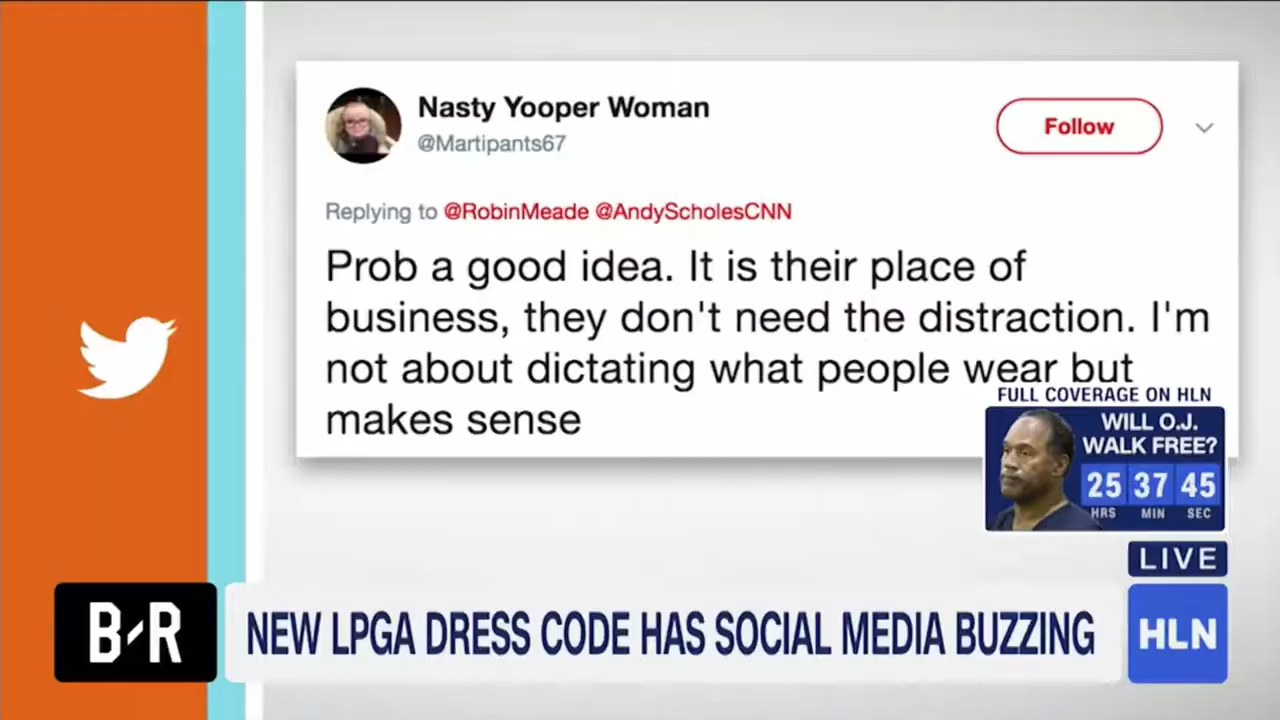 Nasty Yooper Woman
@Martipants67
Follow
Replying to @RobinMeade @AndyScholesCNN
Prob a good idea. It is their place of
business, they don't need the distraction. I'm
not about dictating what people wear but
makes sense
FULL COVERAGE ON HLN
WILL O.J.
WALK FREE?
25 37 45
HRS MIN SEC
LIVE
B/R
NEW LPGA DRESS CODE HAS SOCIAL MEDIA BUZZING
HLN